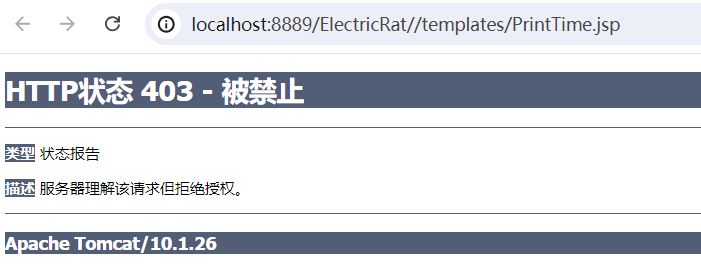 localhost:8889/ElectricRat//templates/PrintTime.jsp
HTTP状态 403 - 被禁止
类型 状态报告
描述 服务器理解该请求但拒绝授权。
Apache Tomcat/10.1.26